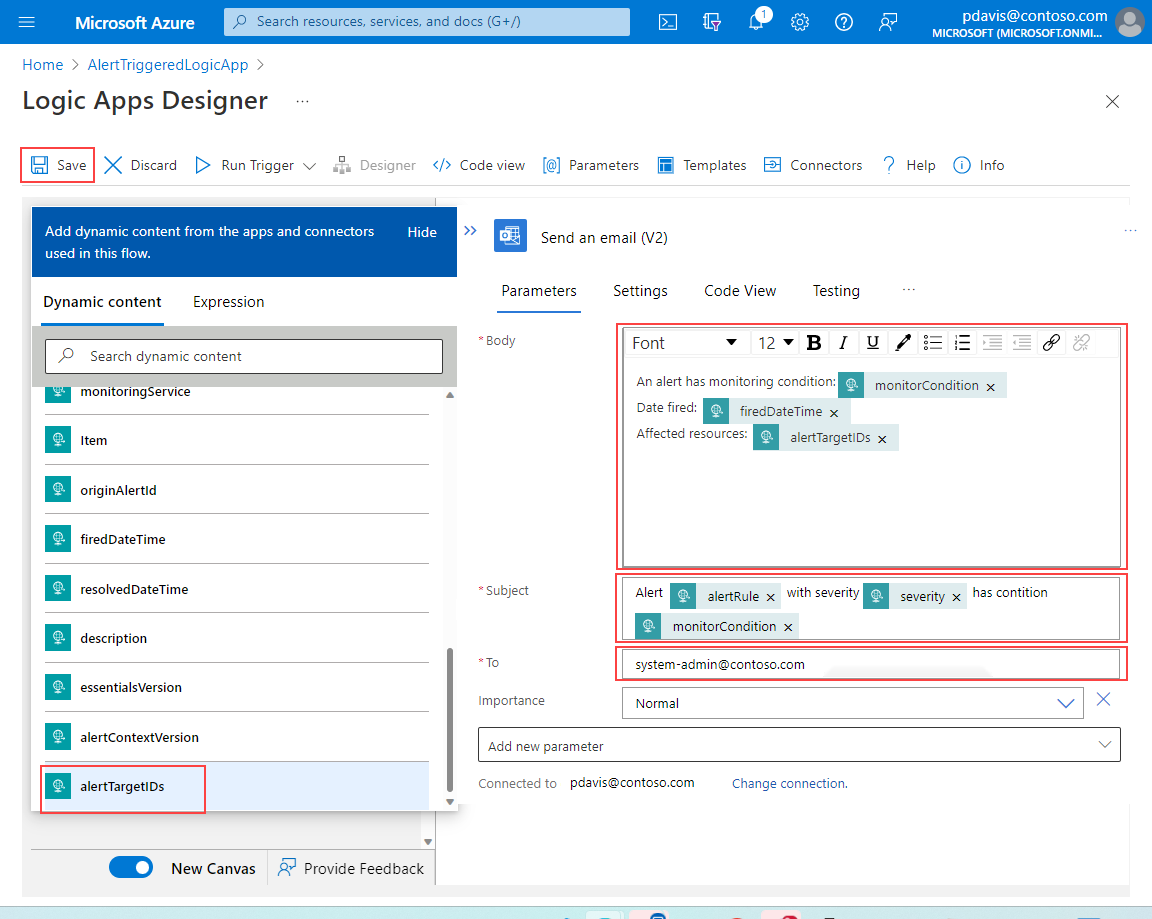 Microsoft Azure
Search resources, services, and docs (G+/)
1
pdavis@contoso.com
MICROSOFT (MICROSOFT.ONMI...
Home > AlertTriggeredLogicApp >
Logic Apps Designer ...
Save Discard Run Trigger Designer Code view Parameters Templates Connectors Help Info
Add dynamic content from the apps and connectors
used in this flow.
Hide
Dynamic content Expression
Search dynamic content
monitoringService
Item
originAlertId
firedDateTime
resolvedDateTime
description
essentialsVersion
alertContextVersion
alertTargetIDs
New Canvas Provide Feedback
Send an email (V2)
...
Parameters Settings Code View Testing ...
* Body
Font 12 B I U
An alert has monitoring condition: monitorCondition ×
Date fired: firedDateTime ×
Affected resources: alertTargetIDs ×
* Subject
Alert alertRule × with severity severity × has contition
monitorCondition ×
* To
system-admin@contoso.com
Importance
Normal
Add new parameter
Connected to pdavis@contoso.com Change connection.